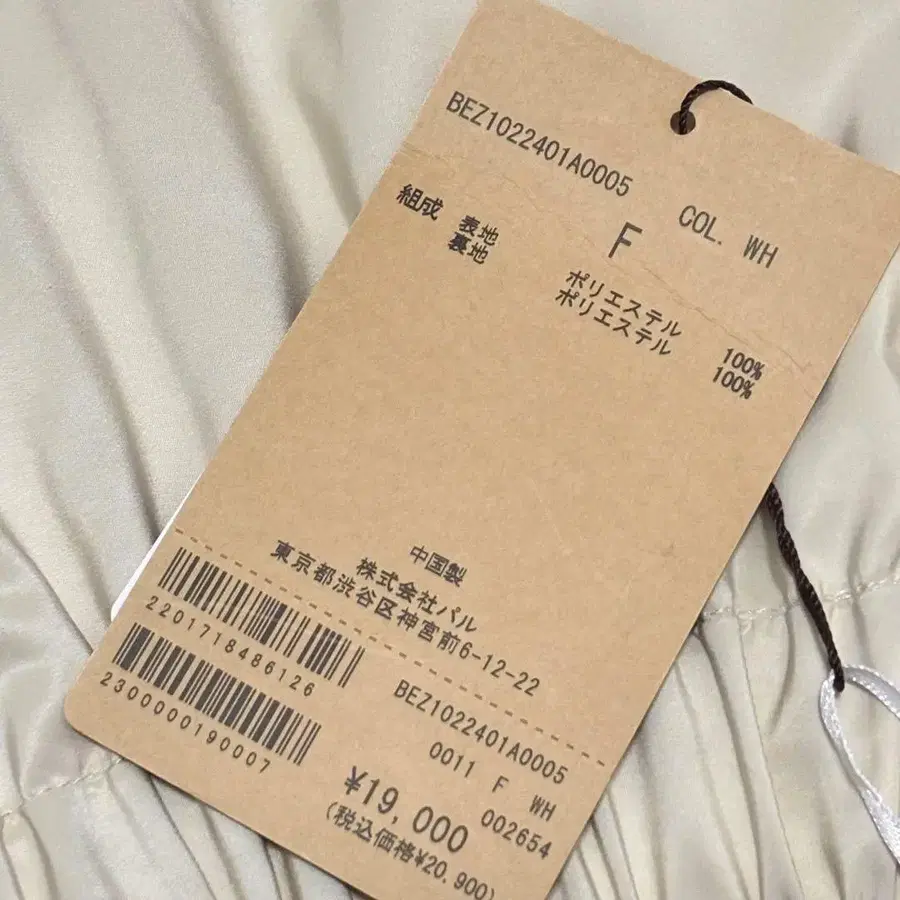 BEZ1022401A0005
COL. WH
F
組成 表地 ポリエステル 100%
裏地 ポリエステル 100%
中国製
株式会社パル
東京都渋谷区神宮前6-12-22
2201718486126
2300000190007
BEZ1022401A0005
0011 F WH
002654
¥19,000
(税込価格¥20,900)